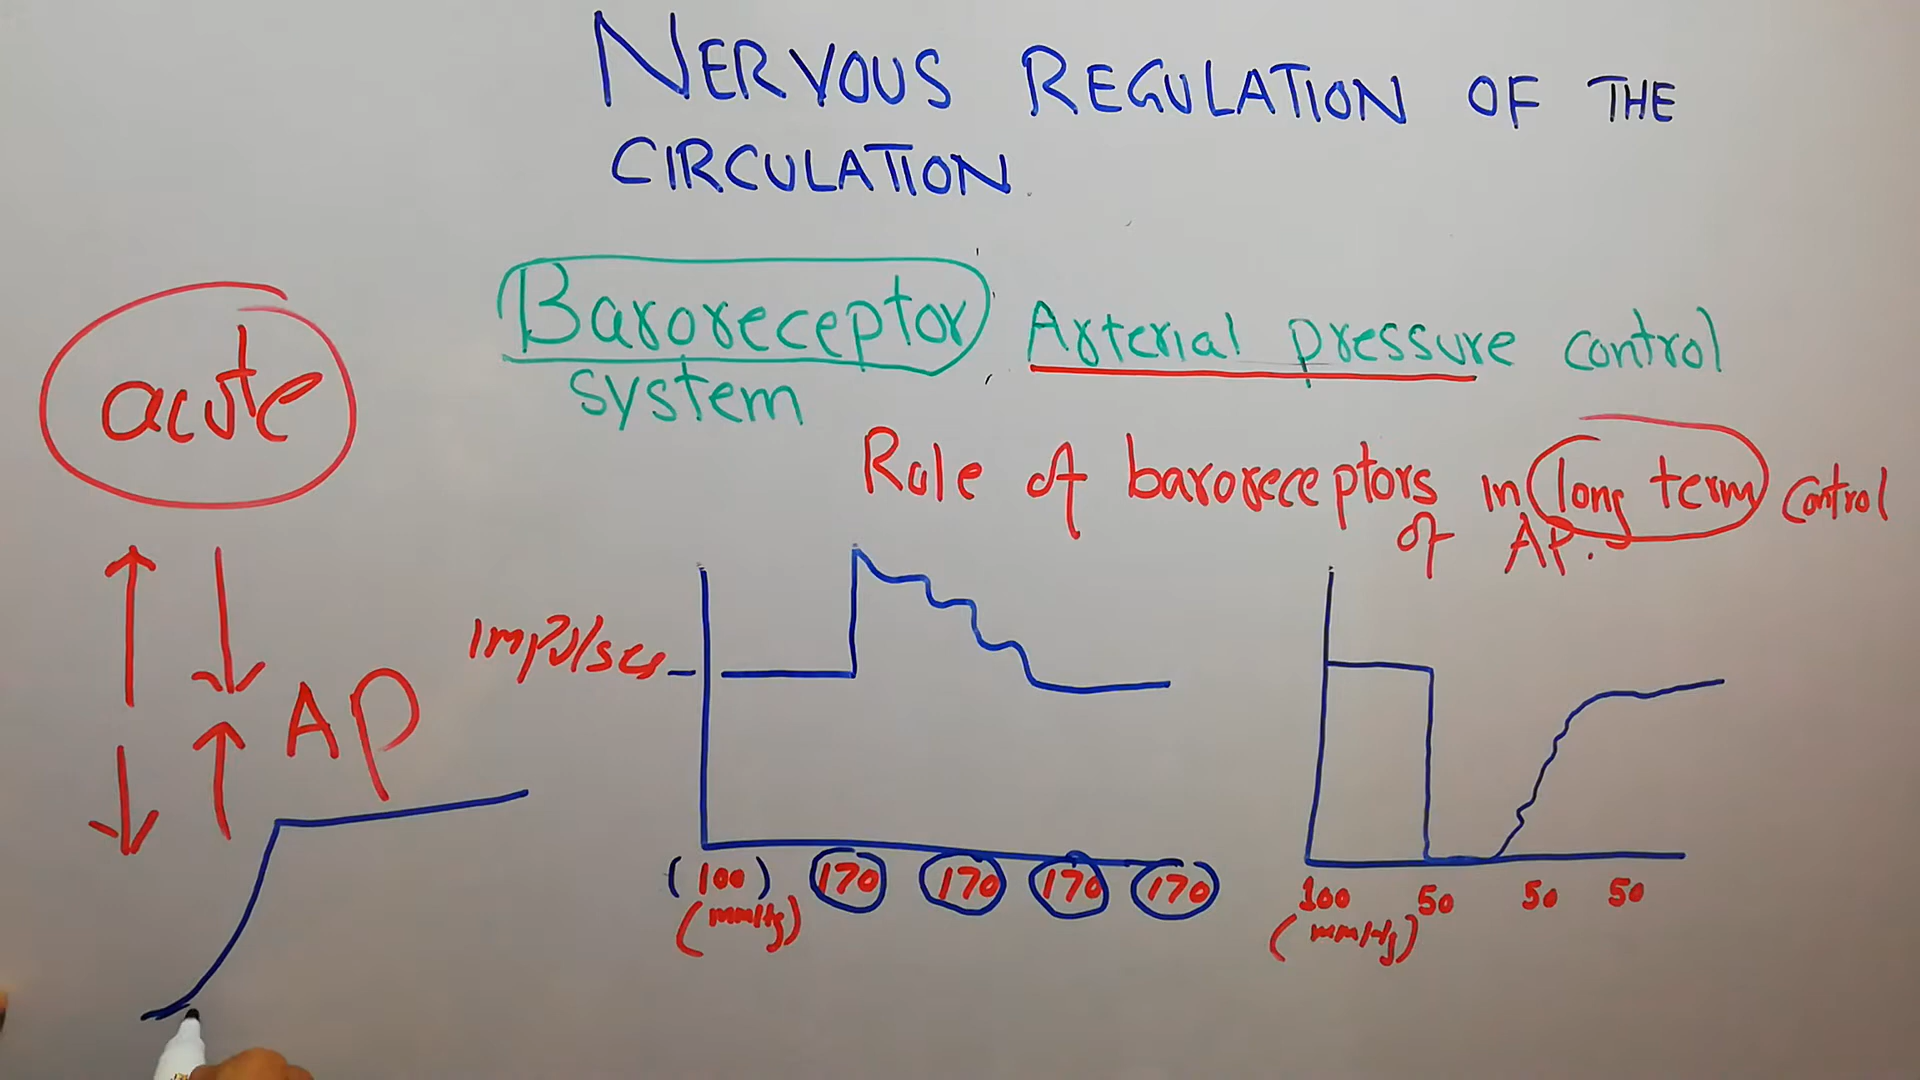 NERVOUS REGULATION OF THE
CIRCULATION.
Baroreceptor
system
Arterial pressure control
Role of baroreceptors in long term control
of AP.
acute
AP
Impulses
(100) 170 170 170 170
(mmHg)
100 50 50 50
(mmHg)